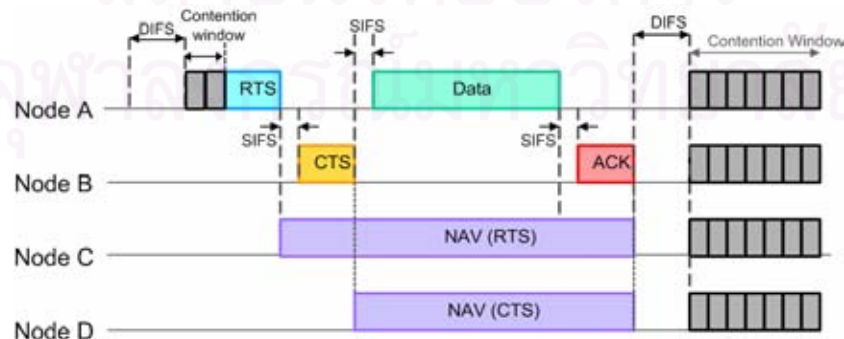 DIFS
Contention
window
SIFS
DIFS
Contention Window
Node A
RTS
Data
SIFS
SIFS
Node B
CTS
ACK
Node C
NAV (RTS)
Node D
NAV (CTS)